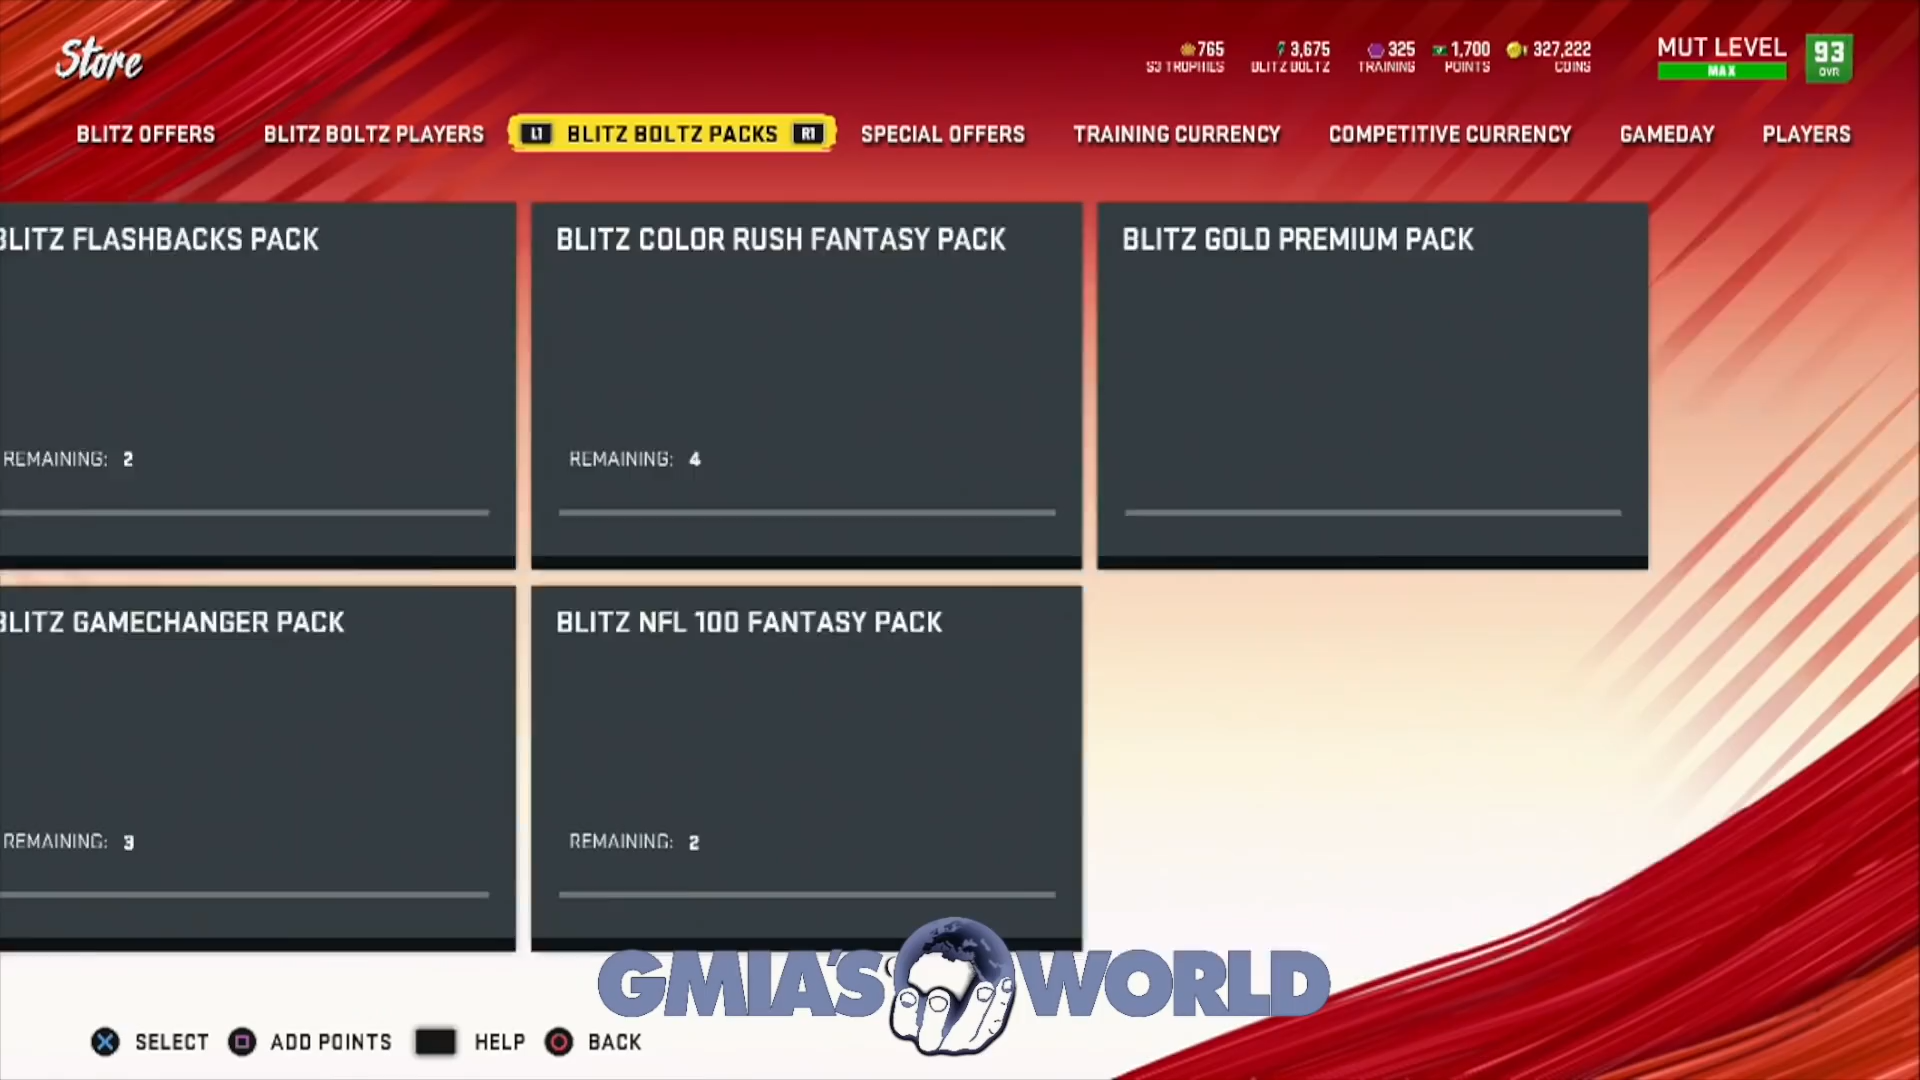 Store
765
S3 TROPHIES
3,675
BLITZ BOLTZ
325
TRAINING
1,700
POINTS
327,222
COINS
MUT LEVEL
MAX
93
OVR
BLITZ OFFERS
BLITZ BOLTZ PLAYERS
L1 BLITZ BOLTZ PACKS R1
SPECIAL OFFERS
TRAINING CURRENCY
COMPETITIVE CURRENCY
GAMEDAY
PLAYERS
BLITZ FLASHBACKS PACK
REMAINING: 2
BLITZ COLOR RUSH FANTASY PACK
REMAINING: 4
BLITZ GOLD PREMIUM PACK
BLITZ GAMECHANGER PACK
REMAINING: 3
BLITZ NFL 100 FANTASY PACK
REMAINING: 2
GMIA'S WORLD
SELECT
ADD POINTS
HELP
BACK